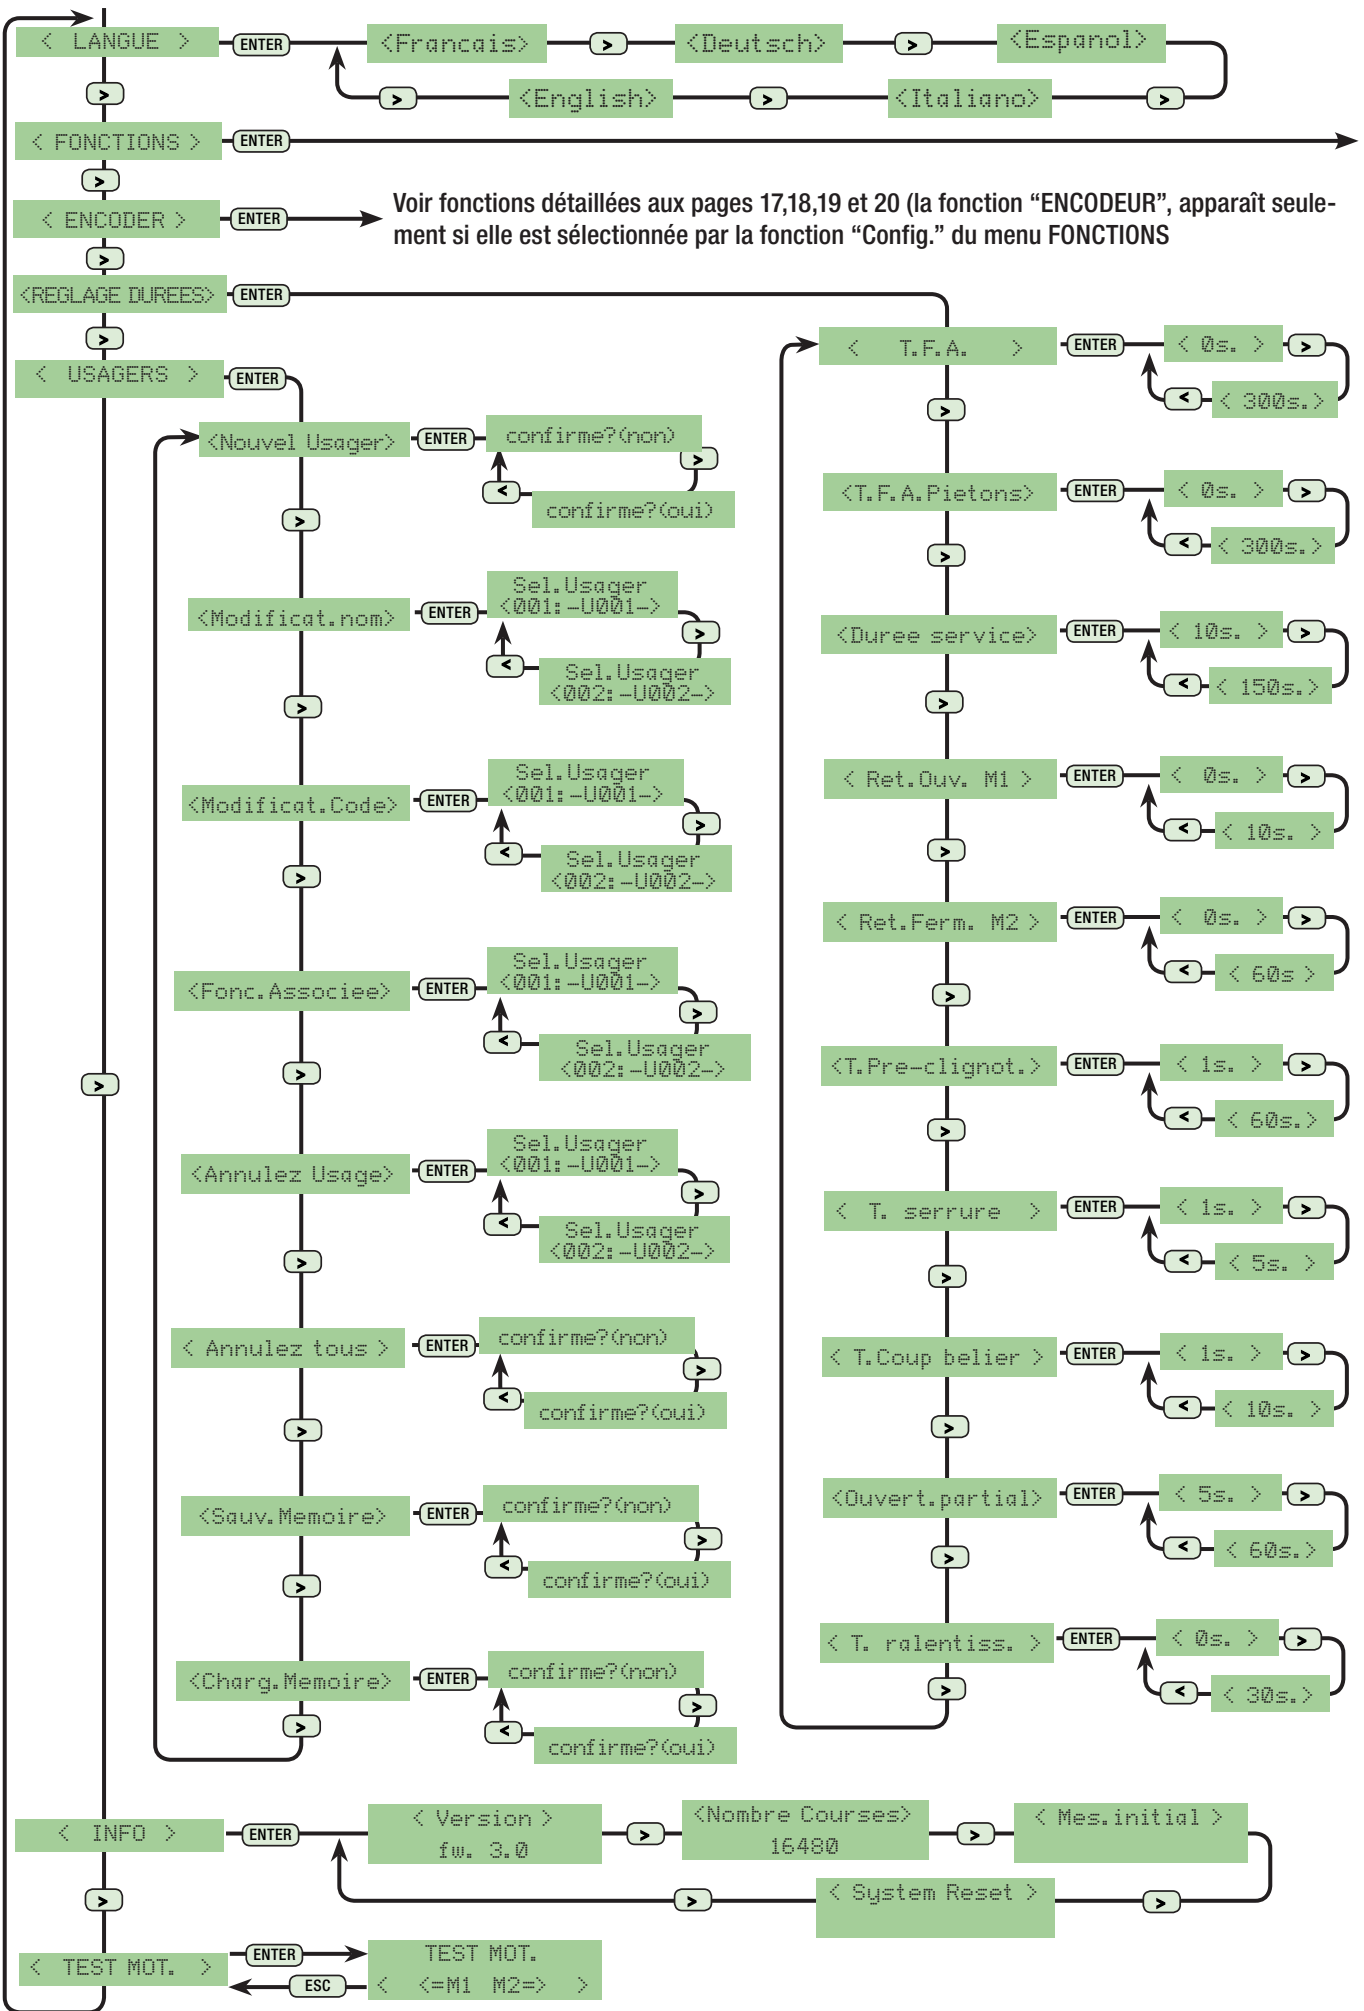 < LANGUE > ENTER <Francais> > <Deutsch> > <Espanol>
> > <English> > <Italiano> >
< FONCTIONS > ENTER
>
< ENCODER > ENTER
Voir fonctions détaillées aux pages 17,18,19 et 20 (la fonction “ENCODEUR”, apparaît seule-
ment si elle est sélectionnée par la fonction “Config.” du menu FONCTIONS
>
<REGLAGE DUREES> ENTER
>
< USAGERS > ENTER
<Nouvel Usager> ENTER confirme?(non)
>
< confirme?(oui)
>
<Modificat.nom> ENTER Sel.Usager
<001:-U001->
>
< Sel.Usager
<002:-U002->
>
<Modificat.Code> ENTER Sel.Usager
<001:-U001->
>
< Sel.Usager
<002:-U002->
>
<Fonc.Associee> ENTER Sel.Usager
<001:-U001->
>
< Sel.Usager
<002:-U002->
>
<Annulez Usage> ENTER Sel.Usager
<001:-U001->
>
< Sel.Usager
<002:-U002->
>
< Annulez tous > ENTER confirme?(non)
>
< confirme?(oui)
>
<Sauv.Memoire> ENTER confirme?(non)
>
< confirme?(oui)
>
<Charg.Memoire> ENTER confirme?(non)
>
< confirme?(oui)
>
< T.F.A. > ENTER < 0s. > >
< < 300s.>
>
<T.F.A.Pietons> ENTER < 0s. > >
< < 300s.>
>
<Duree service> ENTER < 10s. > >
< < 150s.>
>
< Ret.Ouv. M1 > ENTER < 0s. > >
< < 10s. >
>
< Ret.Ferm. M2 > ENTER < 0s. > >
< < 60s >
>
<T.Pre-clignot.> ENTER < 1s. > >
< < 60s.>
>
< T. serrure > ENTER < 1s. > >
< < 5s. >
>
< T.Coup belier > ENTER < 1s. > >
< < 10s. >
>
<Ouvert.partial> ENTER < 5s. > >
< < 60s.>
>
< T. ralentiss. > ENTER < 0s. > >
< < 30s.>
>
>
< INFO > ENTER < Version >
fw. 3.0
> <Nombre Courses>
16480
> < Mes.initial >
> > < System Reset > >
< TEST MOT. > ENTER TEST MOT.
ESC < <=M1 M2=> >